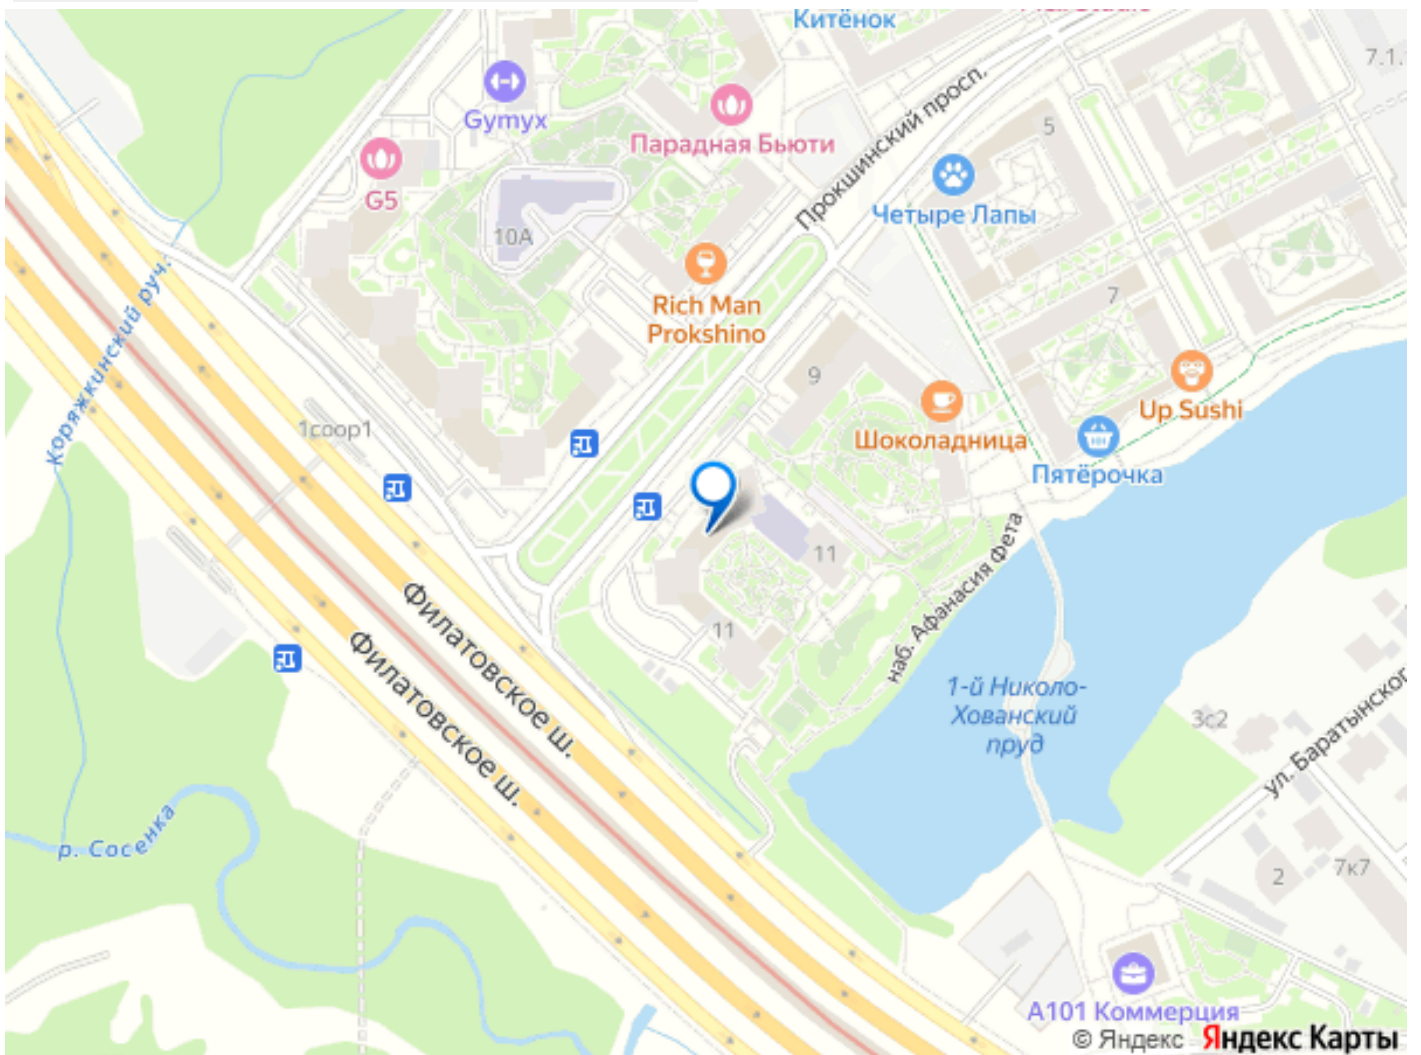 Китёнок
7.1.
Gymyx
Прокшинский просп.
Парадная Бьюти
5
G5
Четыре Лапы
10А
Коряжкинский руч.
Rich Man
Prokshino
7
9
Up Sushi
1соор1
Шоколадница
Пятёрочка
11
наб. Афанасия Фета
Филатовское ш.
11
Филатовское ш.
1-й Николо-
Хованский
пруд
3с2
ул. Баратынского
р. Сосенка
2
7к7
А101 Коммерция
© Яндекс Яндекс Карты